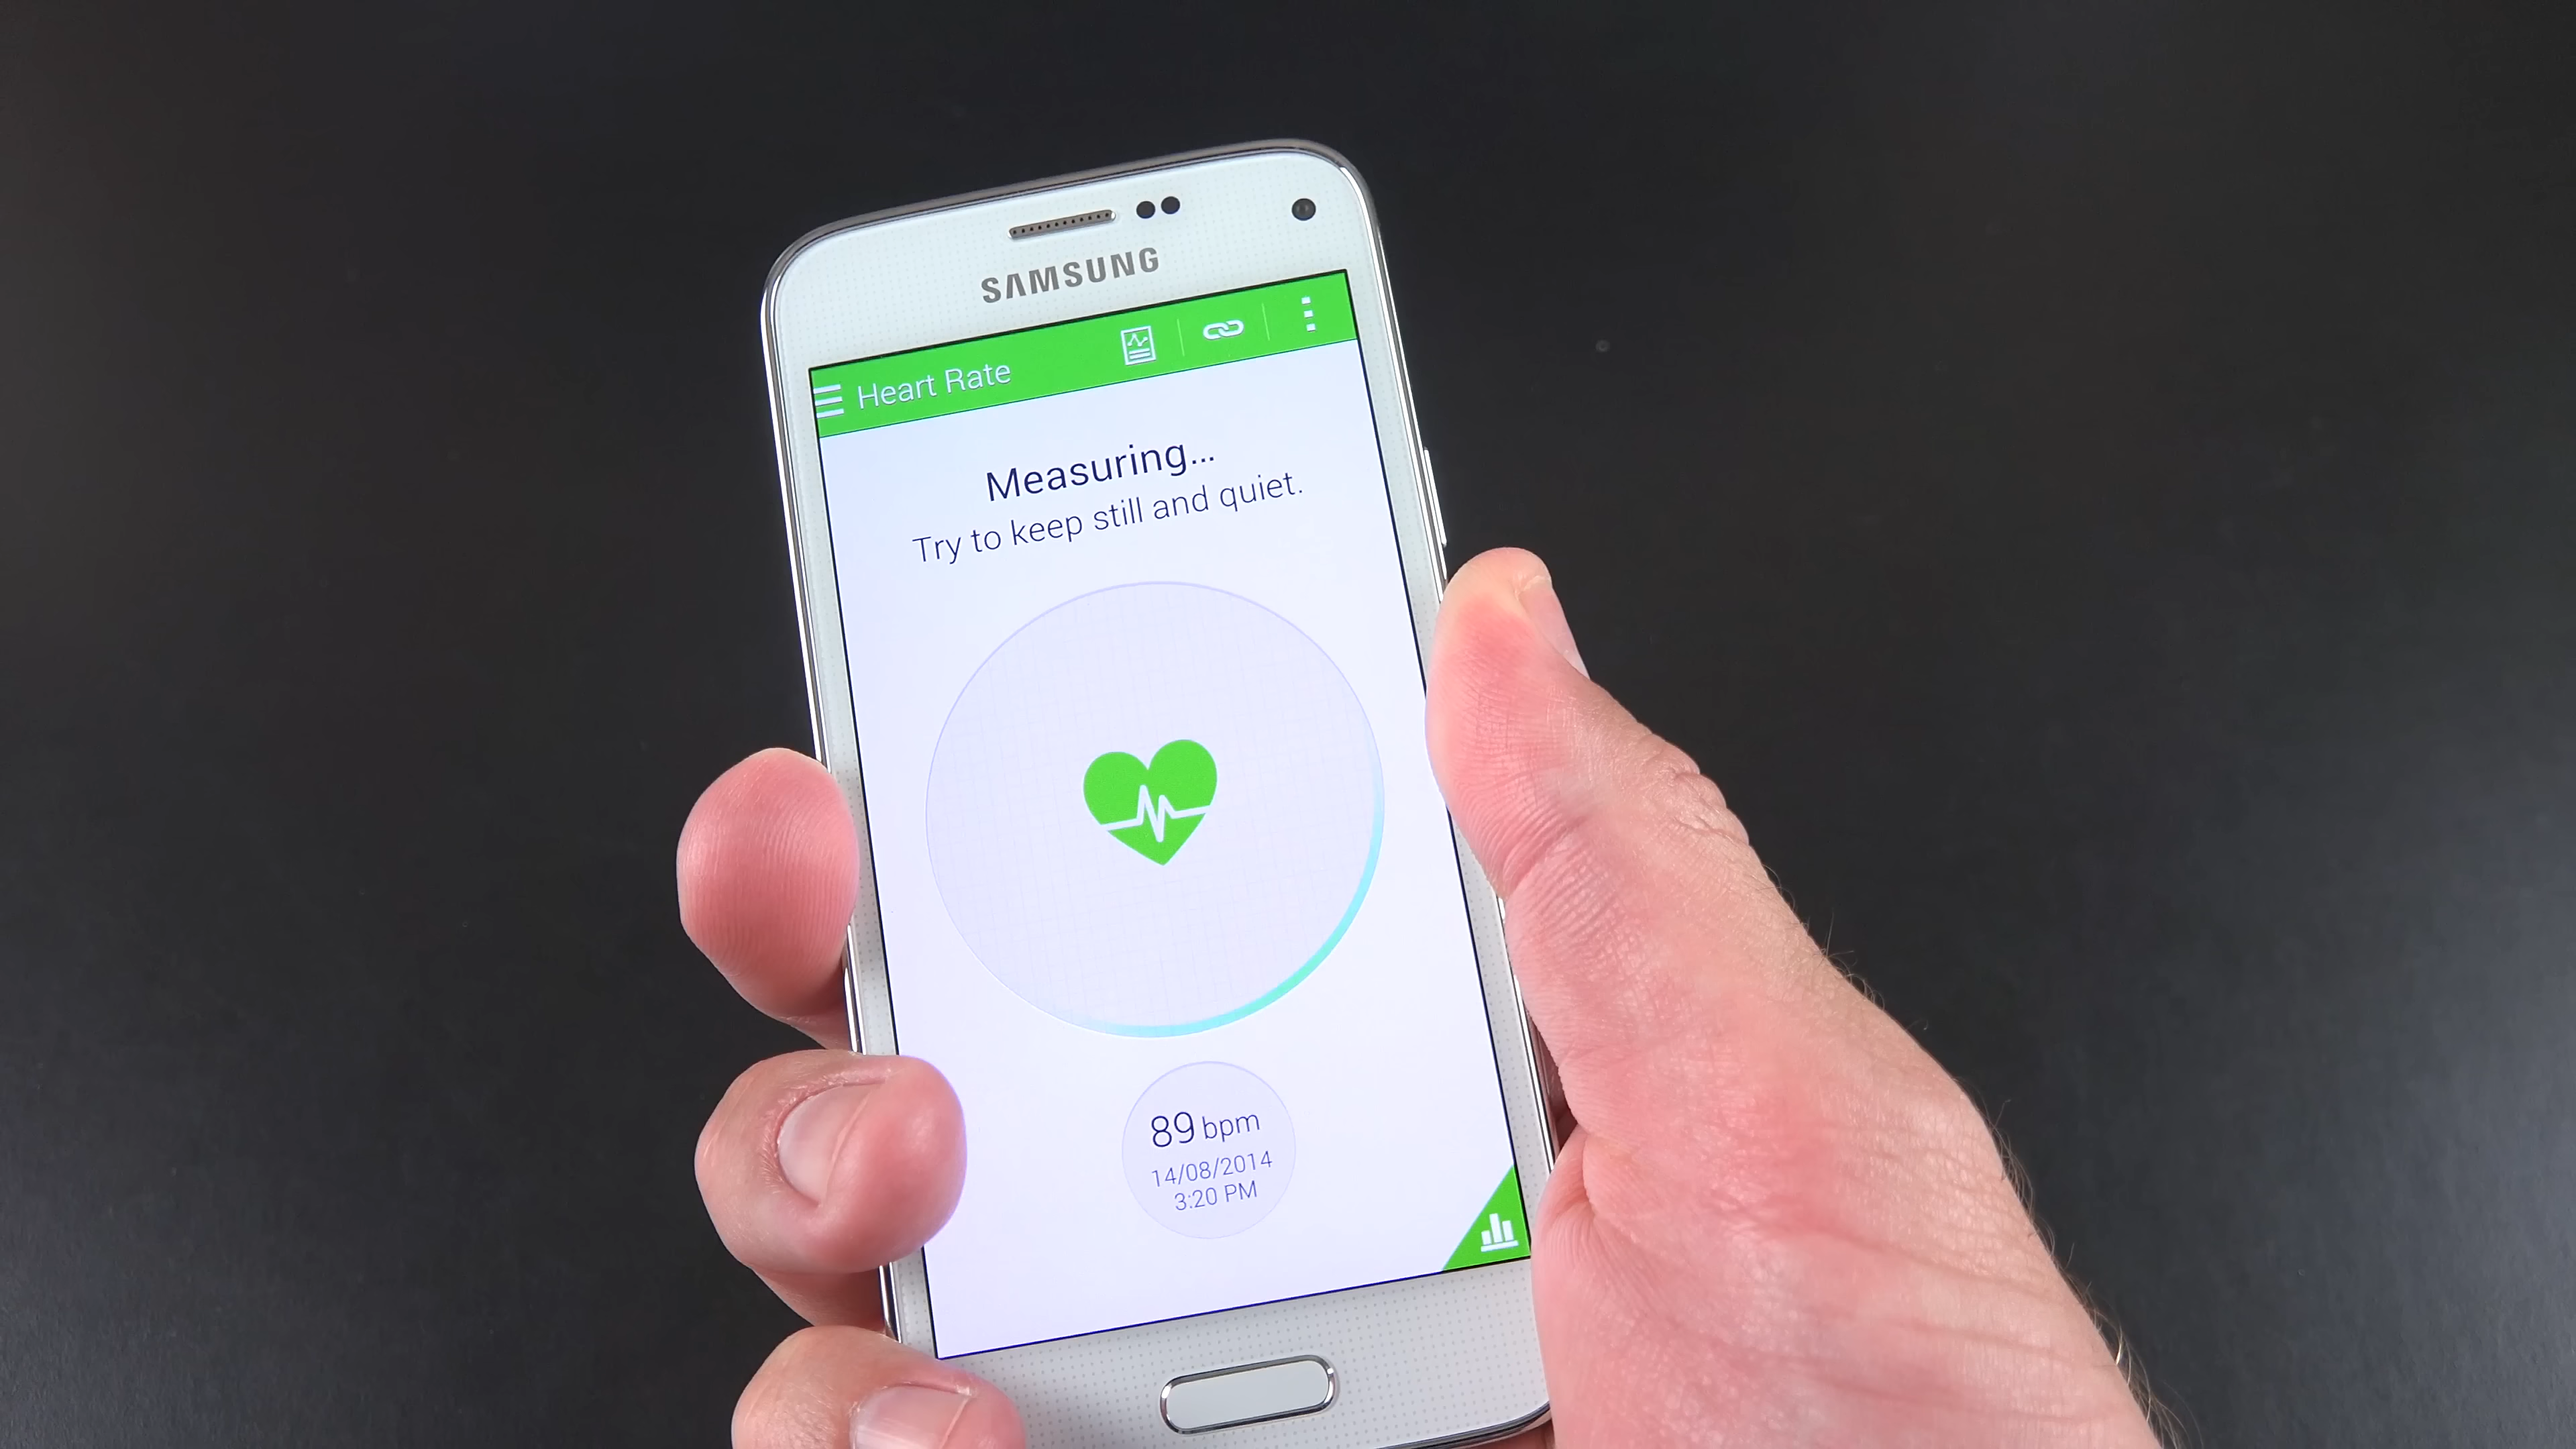 SAMSUNG
Heart Rate
Measuring...
Try to keep still and quiet.
89 bpm
14/08/2014
3:20 PM